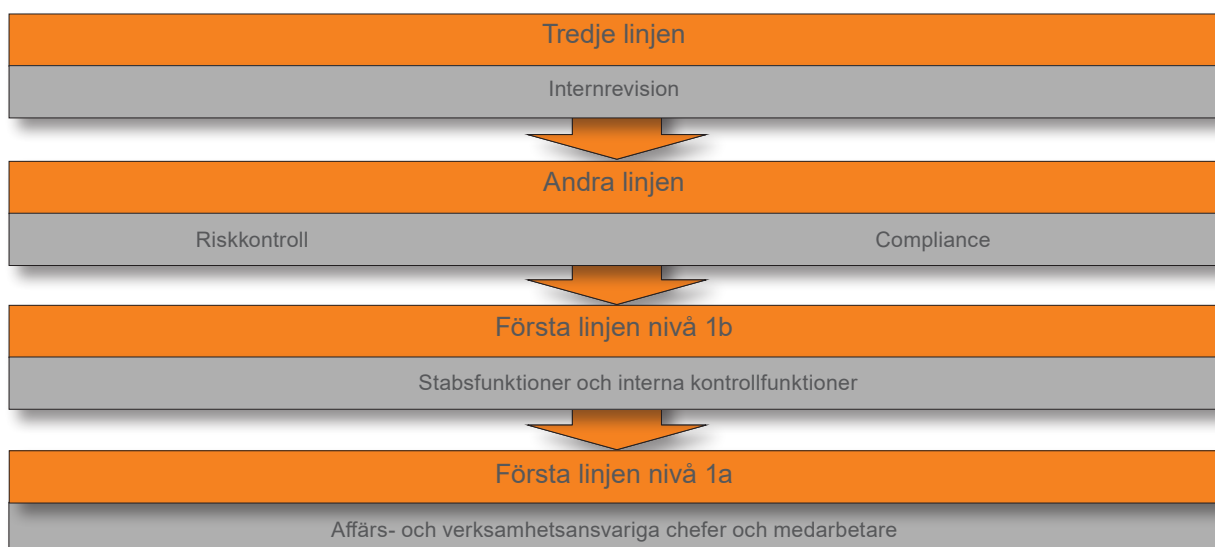 Tredje linjen
Internrevision
Andra linjen
Riskkontroll
Compliance
Första linjen nivå 1b
Stabsfunktioner och interna kontrollfunktioner
Första linjen nivå 1a
Affärs- och verksamhetsansvariga chefer och medarbetare